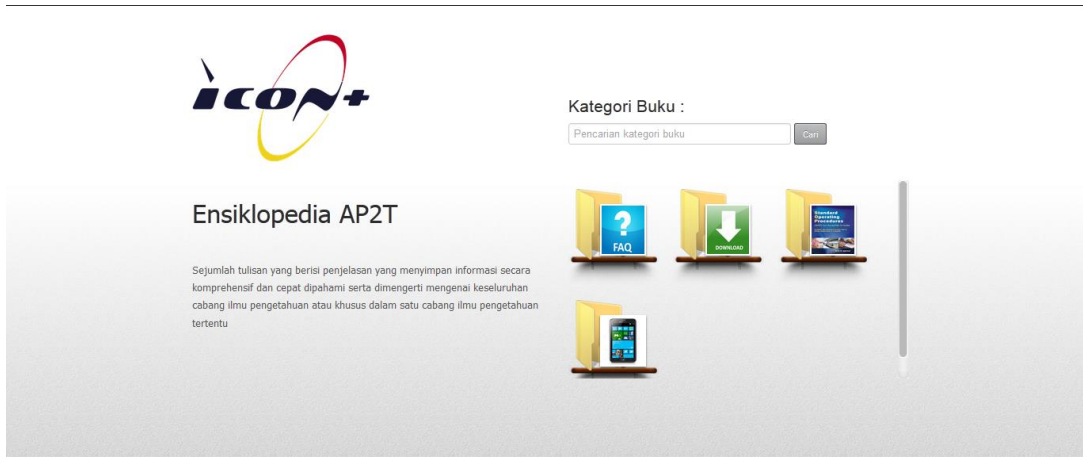 icon+
Kategori Buku :
Pencarian kategori buku
Cari
Ensiklopedia AP2T
Sejumlah tulisan yang berisi penjelasan yang menyimpan informasi secara
komprehensif dan cepat dipahami serta dimengerti mengenai keseluruhan
cabang ilmu pengetahuan atau khusus dalam satu cabang ilmu pengetahuan
tertentu
?
FAQ
DOWNLOAD
Standard
Operating
Procedures